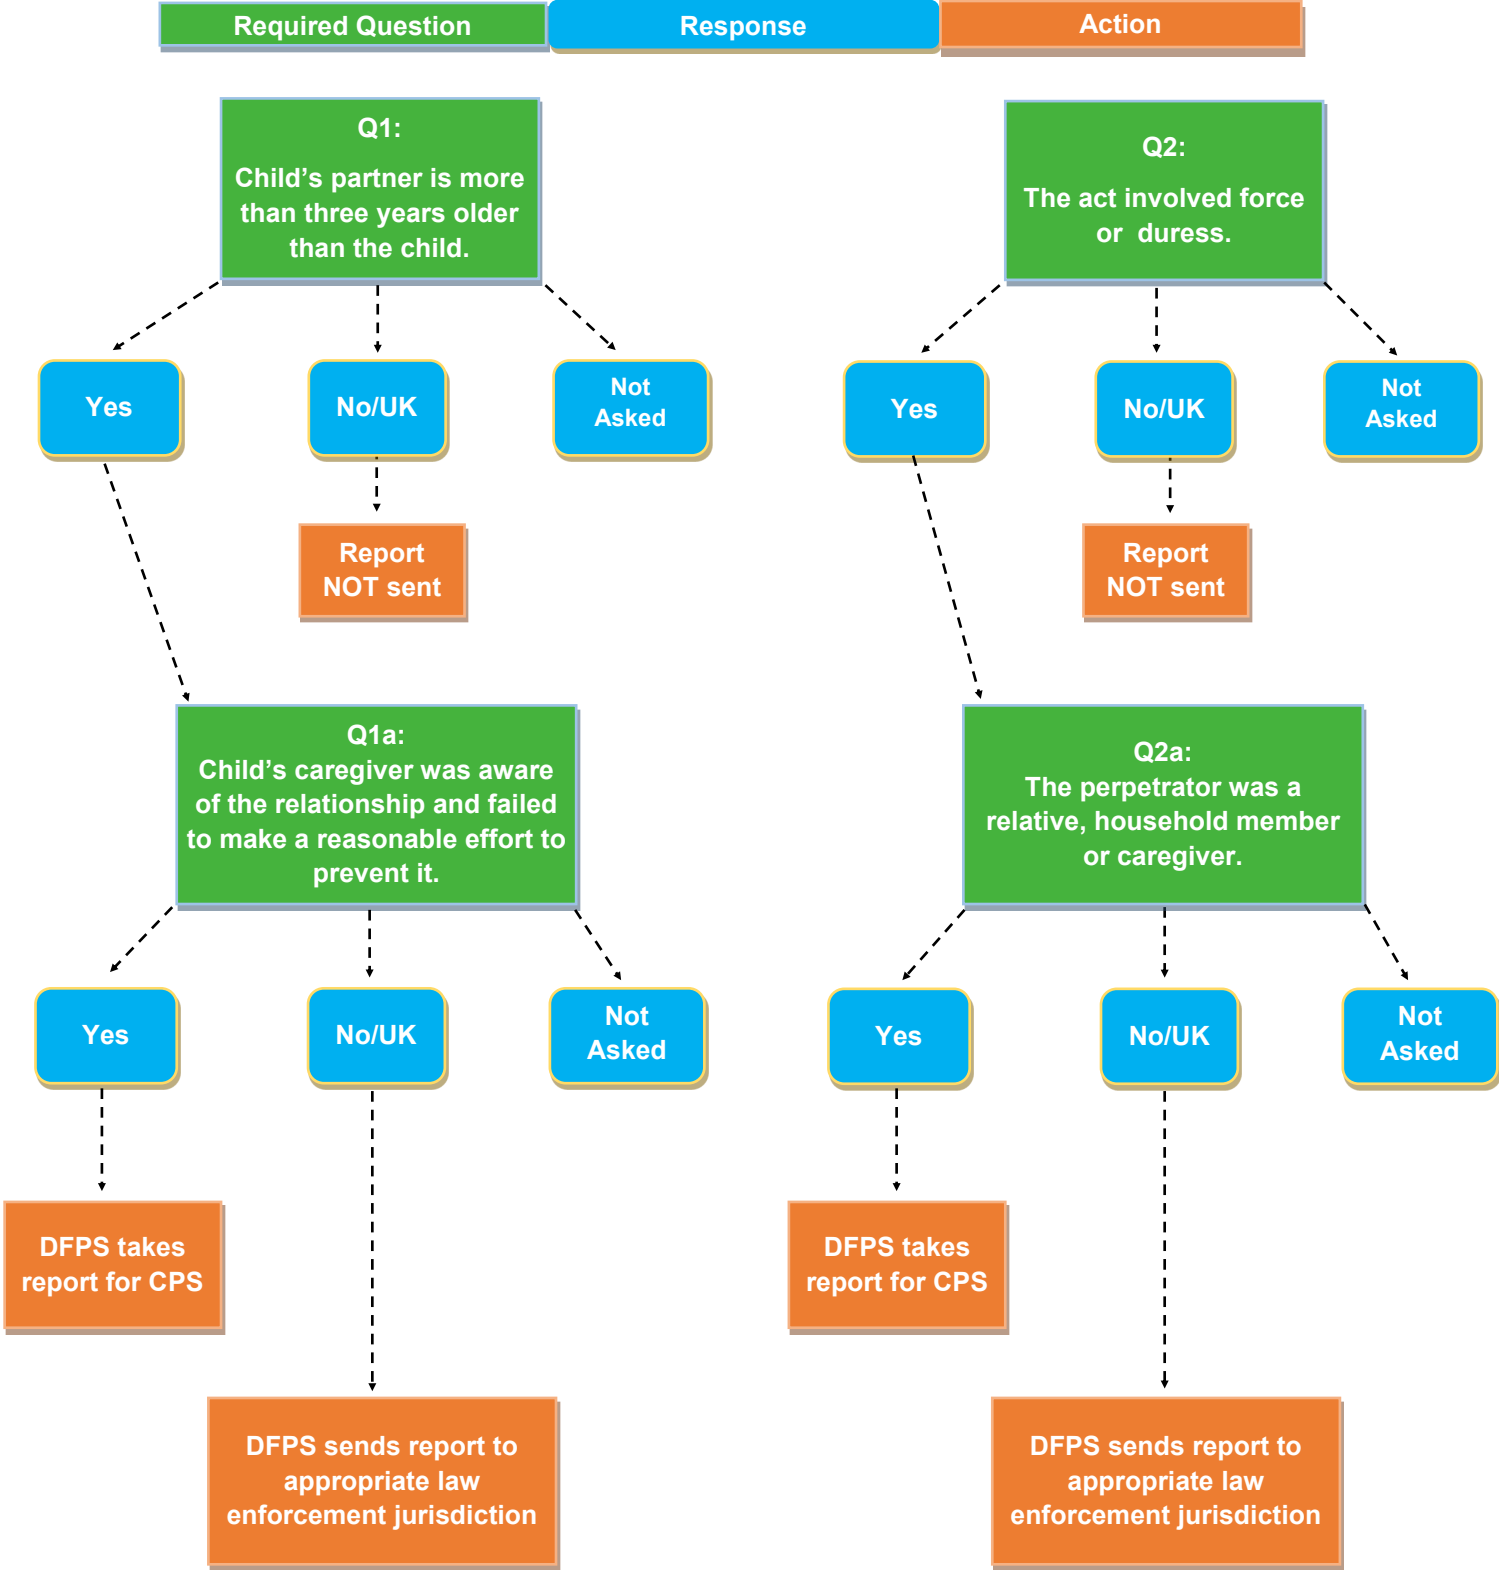 Required Question
Response
Action
Q1:
Child’s partner is more
than three years older
than the child.
Yes
No/UK
Not
Asked
Report
NOT sent
Q1a:
Child’s caregiver was aware
of the relationship and failed
to make a reasonable effort to
prevent it.
Yes
No/UK
Not
Asked
DFPS takes
report for CPS
DFPS sends report to
appropriate law
enforcement jurisdiction
Q2:
The act involved force
or  duress.
Yes
No/UK
Not
Asked
Report
NOT sent
Q2a:
The perpetrator was a
relative, household member
or caregiver.
Yes
No/UK
Not
Asked
DFPS takes
report for CPS
DFPS sends report to
appropriate law
enforcement jurisdiction